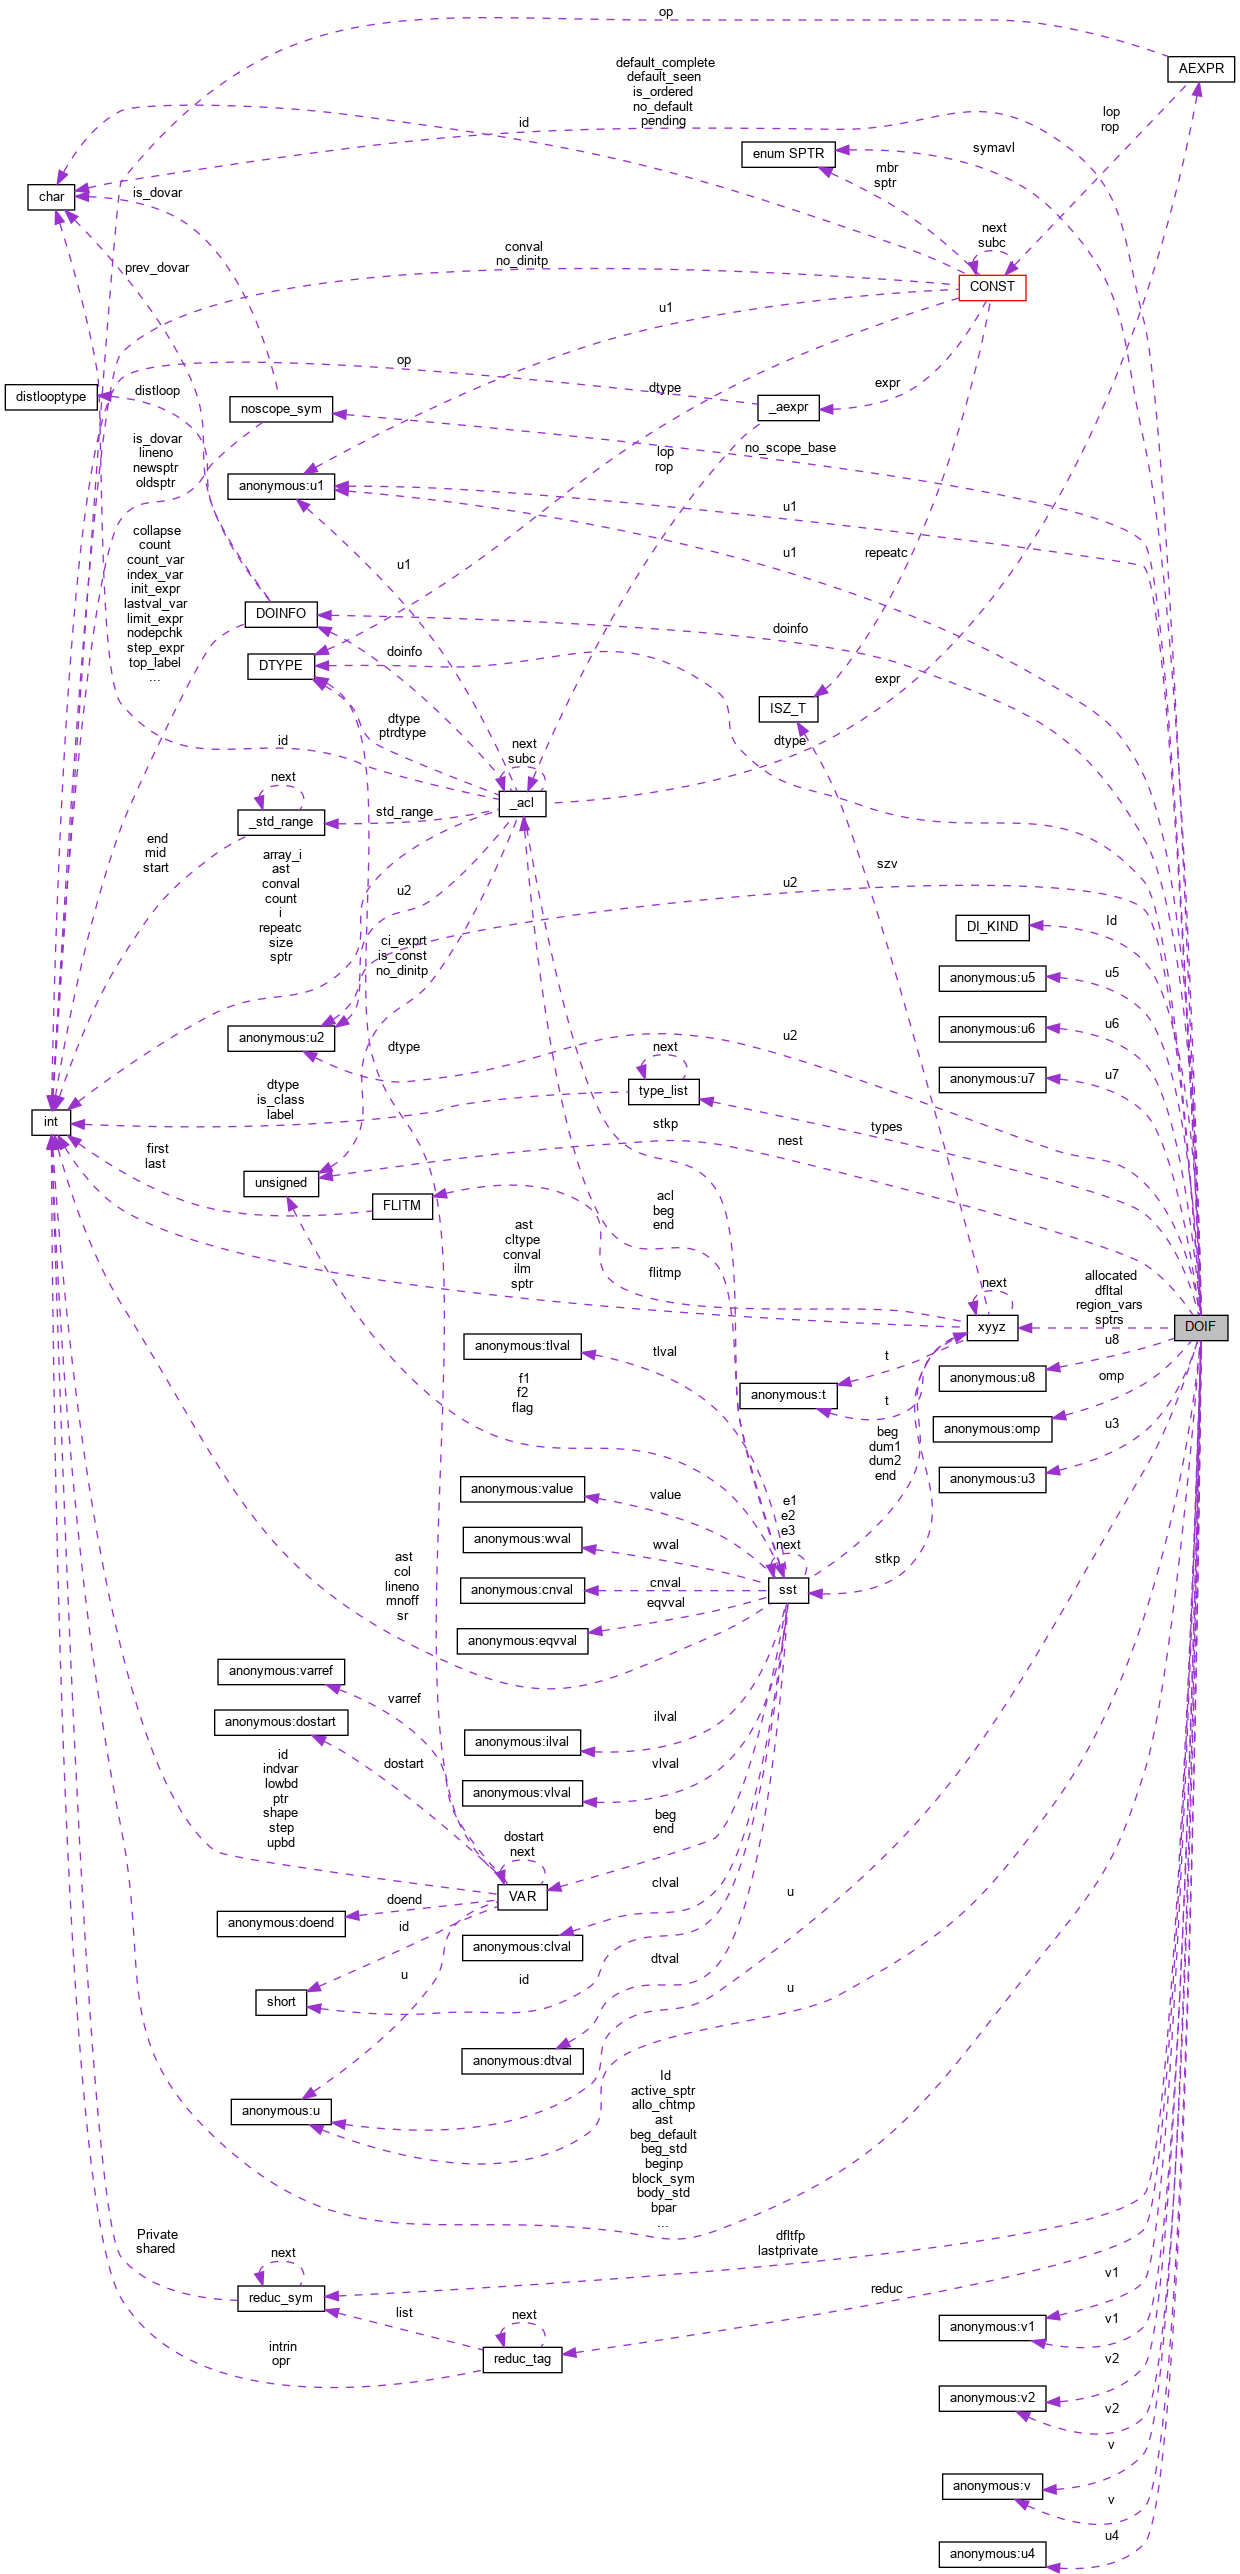 op
AEXPR
default_complete
default_seen
is_ordered
no_default
pending
lop
rop
id
symavl
enum SPTR
mbr
sptr
char
is_dovar
next
subc
prev_dovar
conval
no_dinitp
CONST
u1
op
dtype
expr
distlooptype
distloop
noscope_sym
_aexpr
is_dovar
lineno
newsptr
oldsptr
lop
rop
no_scope_base
anonymous:u1
u1
collapse
count
count_var
index_var
init_expr
lastval_var
limit_expr
nodepchk
step_expr
top_label
...
u1
repeatc
u1
DOINFO
doinfo
doinfo
DTYPE
expr
ISZ_T
dtype
ptrdtype
id
next
subc
dtype
next
_std_range
std_range
_acl
end
mid
start
array_i
ast
conval
count
i
repeatc
size
sptr
u2
szv
u2
DI_KIND
Id
ci_exprt
is_const
no_dinitp
anonymous:u5
u5
anonymous:u2
dtype
u2
anonymous:u6
u6
next
type_list
anonymous:u7
u7
dtype
is_class
label
int
stkp
types
nest
first
last
unsigned
FLITM
acl
beg
end
ast
cltype
conval
ilm
sptr
flitmp
next
xyyz
allocated
dfltal
region_vars
sptrs
DOIF
anonymous:tlval
tlval
t
u8
anonymous:u8
f1
f2
flag
anonymous:t
t
omp
anonymous:omp
beg
dum1
dum2
end
u3
anonymous:u3
anonymous:value
value
e1
e2
e3
next
anonymous:wval
wval
stkp
ast
col
lineno
mnoff
sr
anonymous:cnval
cnval
sst
eqvval
anonymous:eqvval
anonymous:varref
varref
anonymous:dostart
ilval
anonymous:ilval
dostart
id
indvar
lowbd
ptr
shape
step
upbd
vlval
anonymous:vlval
beg
end
dostart
next
VAR
clval
u
doend
anonymous:doend
id
anonymous:clval
u
id
dtval
u
short
anonymous:dtval
anonymous:u
Id
active_sptr
allo_chtmp
ast
beg_default
beg_std
beginp
block_sym
body_std
bpar
...
Private
shared
next
reduc_sym
dfltfp
lastprivate
v1
reduc
list
next
anonymous:v1
v1
intrin
opr
reduc_tag
v2
anonymous:v2
v2
v
anonymous:v
v
u4
anonymous:u4